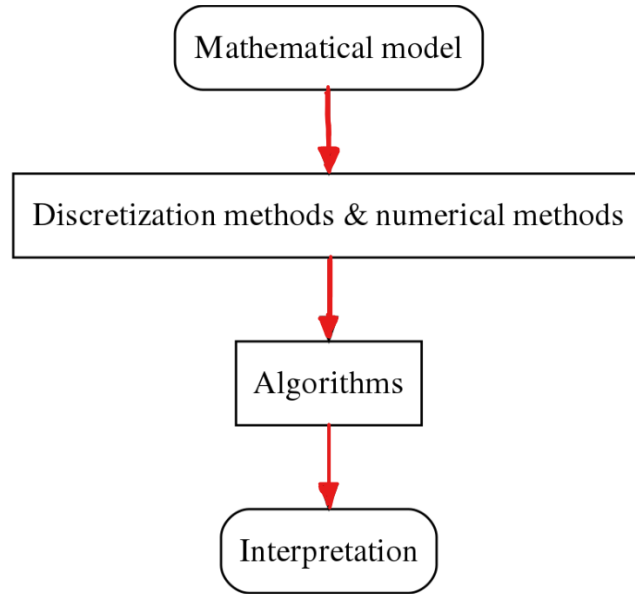 Mathematical model
Discretization methods & numerical methods
Algorithms
Interpretation